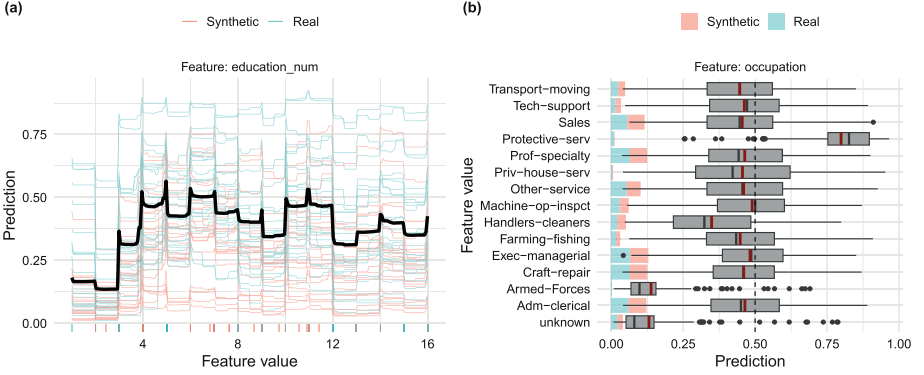 (a)
Synthetic Real
Feature: education_num
Prediction
0.75
0.50
0.25
0.00
4 8 12 16
Feature value
(b)
Synthetic Real
Feature: occupation
Feature value
Transport−moving
Tech−support
Sales
Protective−serv
Prof−specialty
Priv−house−serv
Other−service
Machine−op−inspct
Handlers−cleaners
Farming−fishing
Exec−managerial
Craft−repair
Armed−Forces
Adm−clerical
unknown
0.00 0.25 0.50 0.75 1.00
Prediction